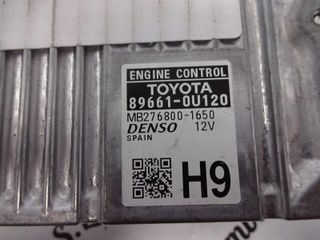 ENGINE CONTROL
TOYOTA
89661-0U120
MB276800-1650
DENSO 12V
SPAIN
H9